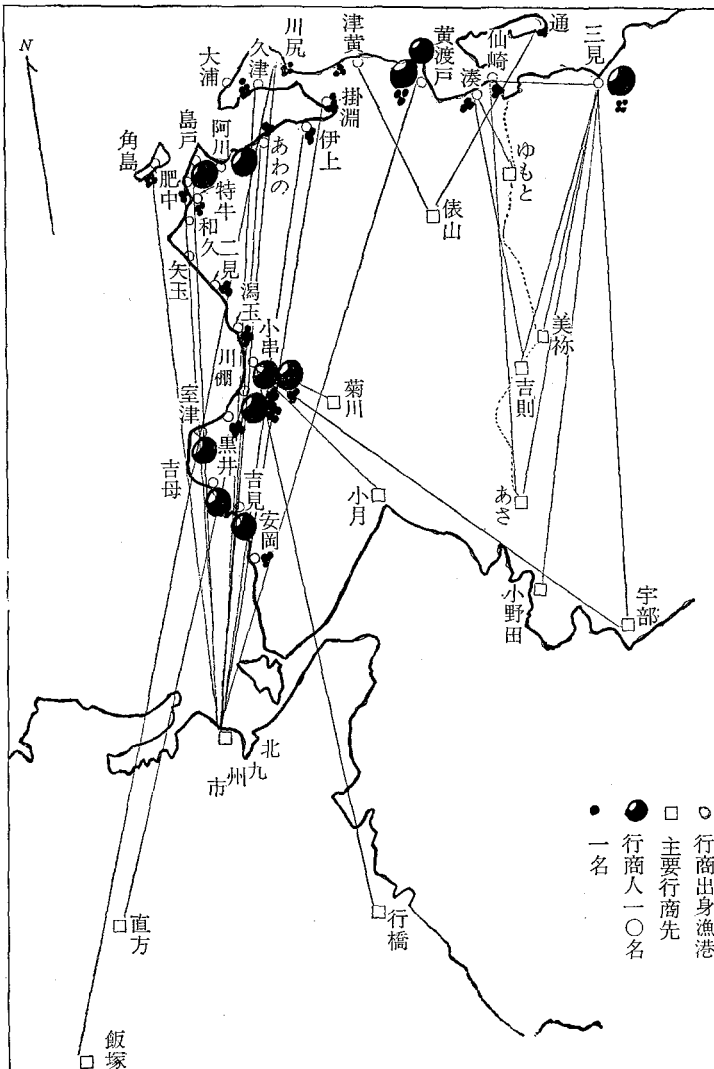 N
通
三見
仙崎
湊
黄渡戸
津黄
川尻
久津
大浦
掛淵
伊上
あわの
阿川
島戸
特牛
肥中
角島
和久
二見
矢玉
ゆもと
俵山
潟玉
小串
川棚
室津
黒井
吉母
吉見
安岡
菊川
小月
美祢
吉則
あさ
小野田
宇部
北九州市
行橋
直方
飯塚
行商出身漁港
主要行商先
行商人一〇名
一名